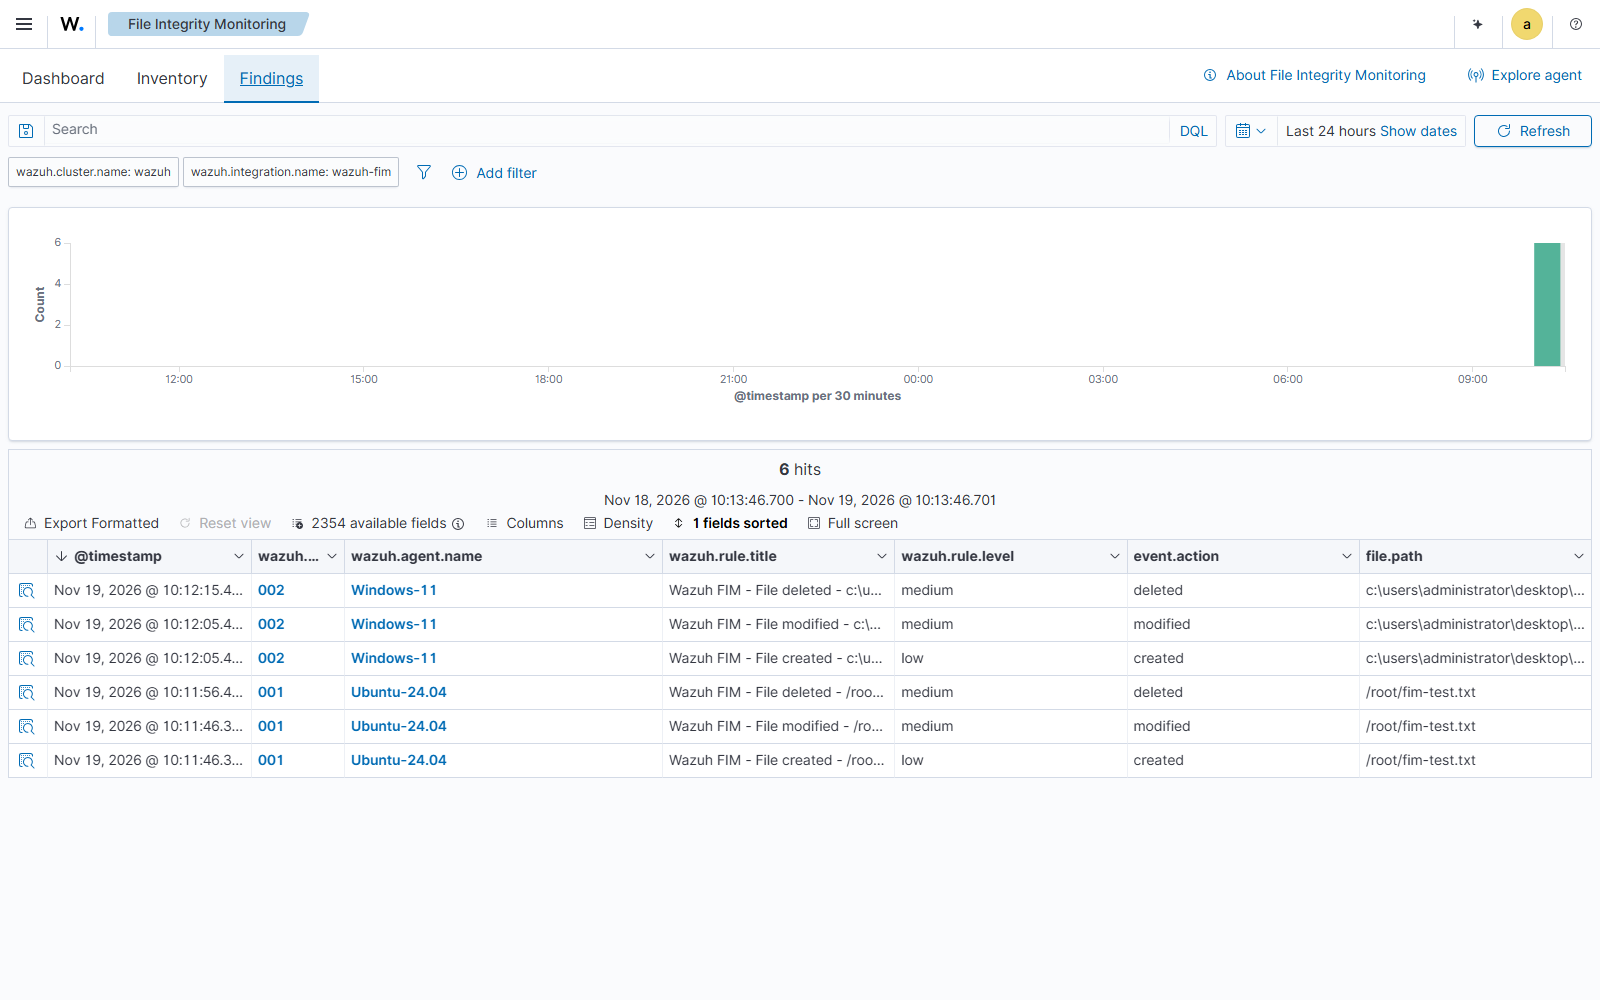 W.
File Integrity Monitoring
a
Dashboard
Inventory
Findings
About File Integrity Monitoring
Explore agent
Search
DQL
Last 24 hours Show dates
Refresh
wazuh.cluster.name: wazuh
wazuh.integration.name: wazuh-fim
Add filter
6
4
2
0
Count
12:00 15:00 18:00 21:00 00:00 03:00 06:00 09:00
@timestamp per 30 minutes
6 hits
Nov 18, 2026 @ 10:13:46.700 - Nov 19, 2026 @ 10:13:46.701
Export Formatted Reset view 2354 available fields Columns Density 1 fields sorted Full screen
@timestamp wazuh.... wazuh.agent.name wazuh.rule.title wazuh.rule.level event.action file.path
Nov 19, 2026 @ 10:12:15.4... 002 Windows-11 Wazuh FIM - File deleted - c:\u... medium deleted c:\users\administrator\desktop\...
Nov 19, 2026 @ 10:12:05.4... 002 Windows-11 Wazuh FIM - File modified - c:\... medium modified c:\users\administrator\desktop\...
Nov 19, 2026 @ 10:12:05.4... 002 Windows-11 Wazuh FIM - File created - c:\u... low created c:\users\administrator\desktop\...
Nov 19, 2026 @ 10:11:56.4... 001 Ubuntu-24.04 Wazuh FIM - File deleted - /roo... medium deleted /root/fim-test.txt
Nov 19, 2026 @ 10:11:46.3... 001 Ubuntu-24.04 Wazuh FIM - File modified - /ro... medium modified /root/fim-test.txt
Nov 19, 2026 @ 10:11:46.3... 001 Ubuntu-24.04 Wazuh FIM - File created - /roo... low created /root/fim-test.txt